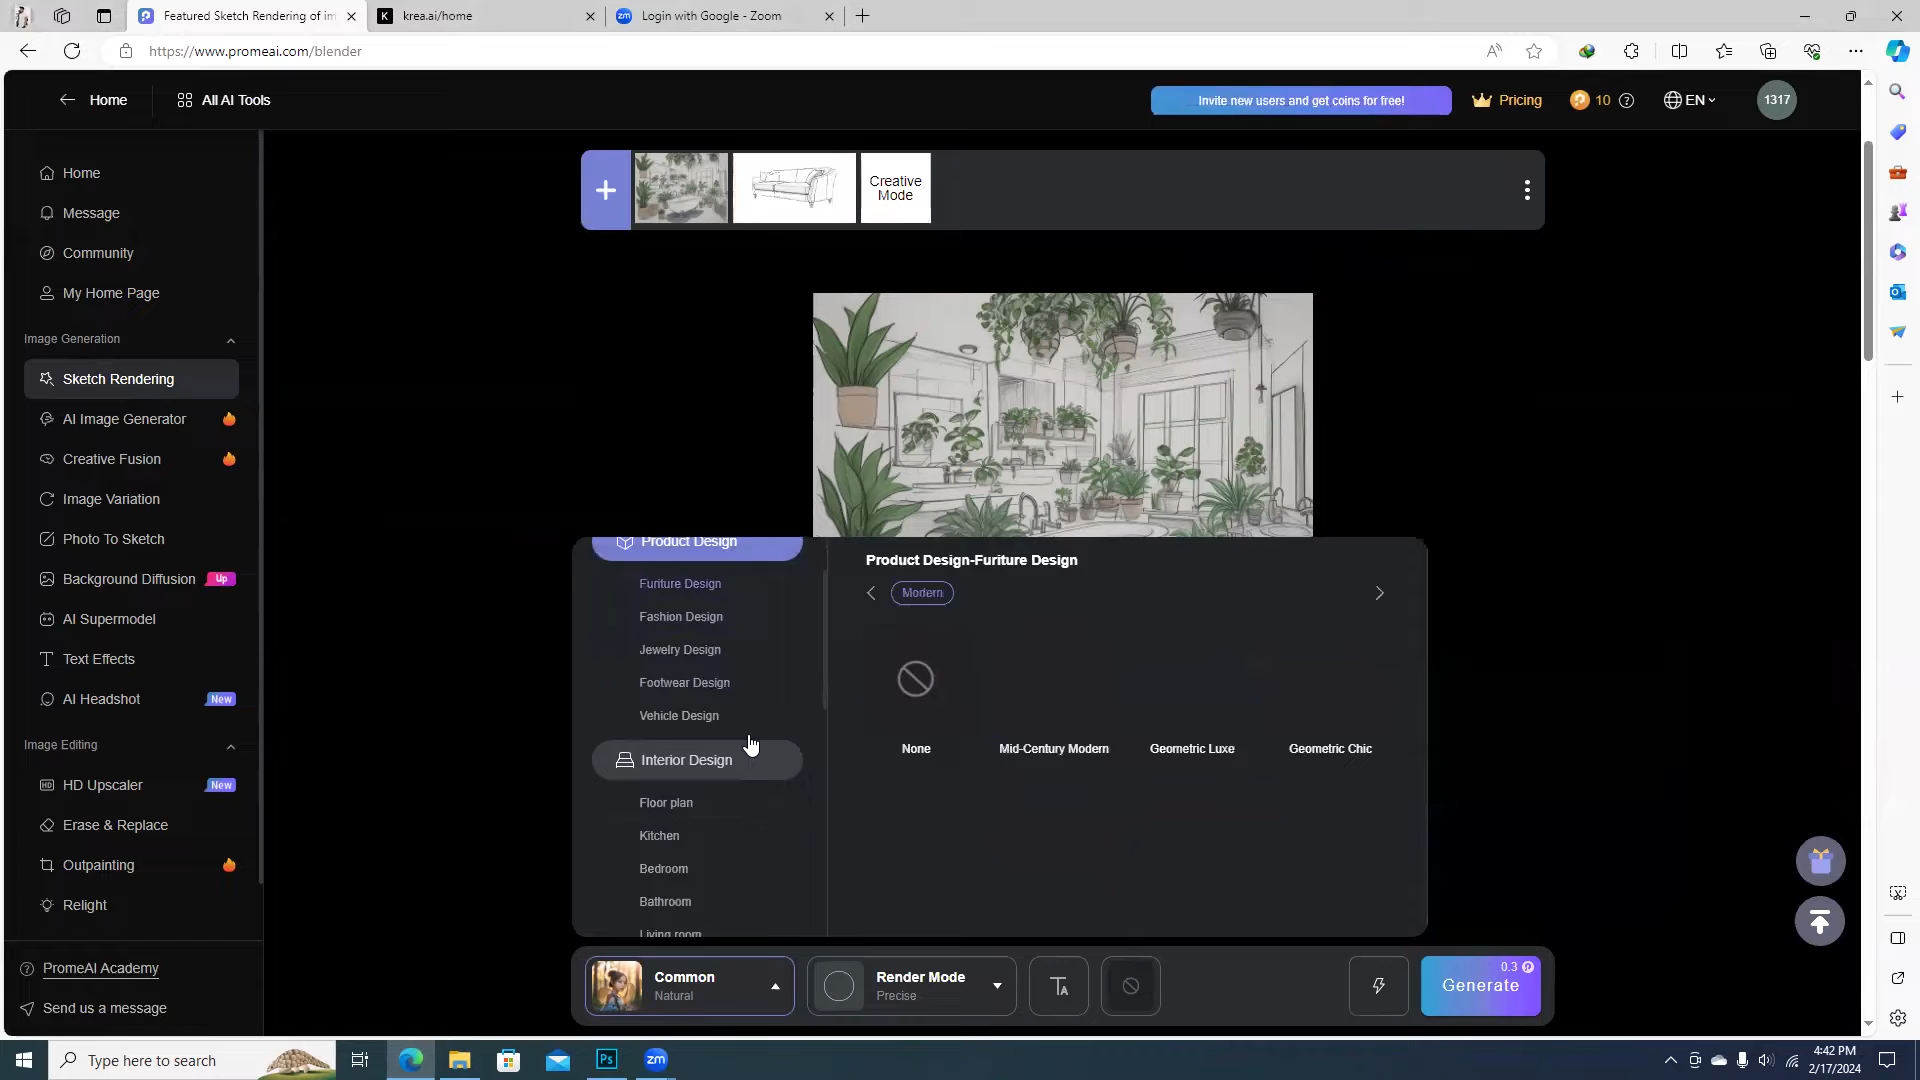 Featured Sketch Rendering of im
krea.ai/home
Login with Google - Zoom
https://www.promeai.com/blender
Home
All AI Tools
Invite new users and get coins for free!
Pricing
10
EN
1317
Home
Message
Community
My Home Page
Image Generation
Sketch Rendering
AI Image Generator
Creative Fusion
Image Variation
Photo To Sketch
Background Diffusion
Up
AI Supermodel
Text Effects
AI Headshot
New
Image Editing
HD Upscaler
New
Erase & Replace
Outpainting
Relight
PromeAI Academy
Send us a message
Creative
Mode
Product Design
Furiture Design
Fashion Design
Jewelry Design
Footwear Design
Vehicle Design
Interior Design
Floor plan
Kitchen
Bedroom
Bathroom
Living room
Product Design-Furiture Design
Modern
None
Mid-Century Modern
Geometric Luxe
Geometric Chic
Common
Natural
Render Mode
Precise
0.3
Generate
Type here to search
Ps
zm
4:42 PM
2/17/2024